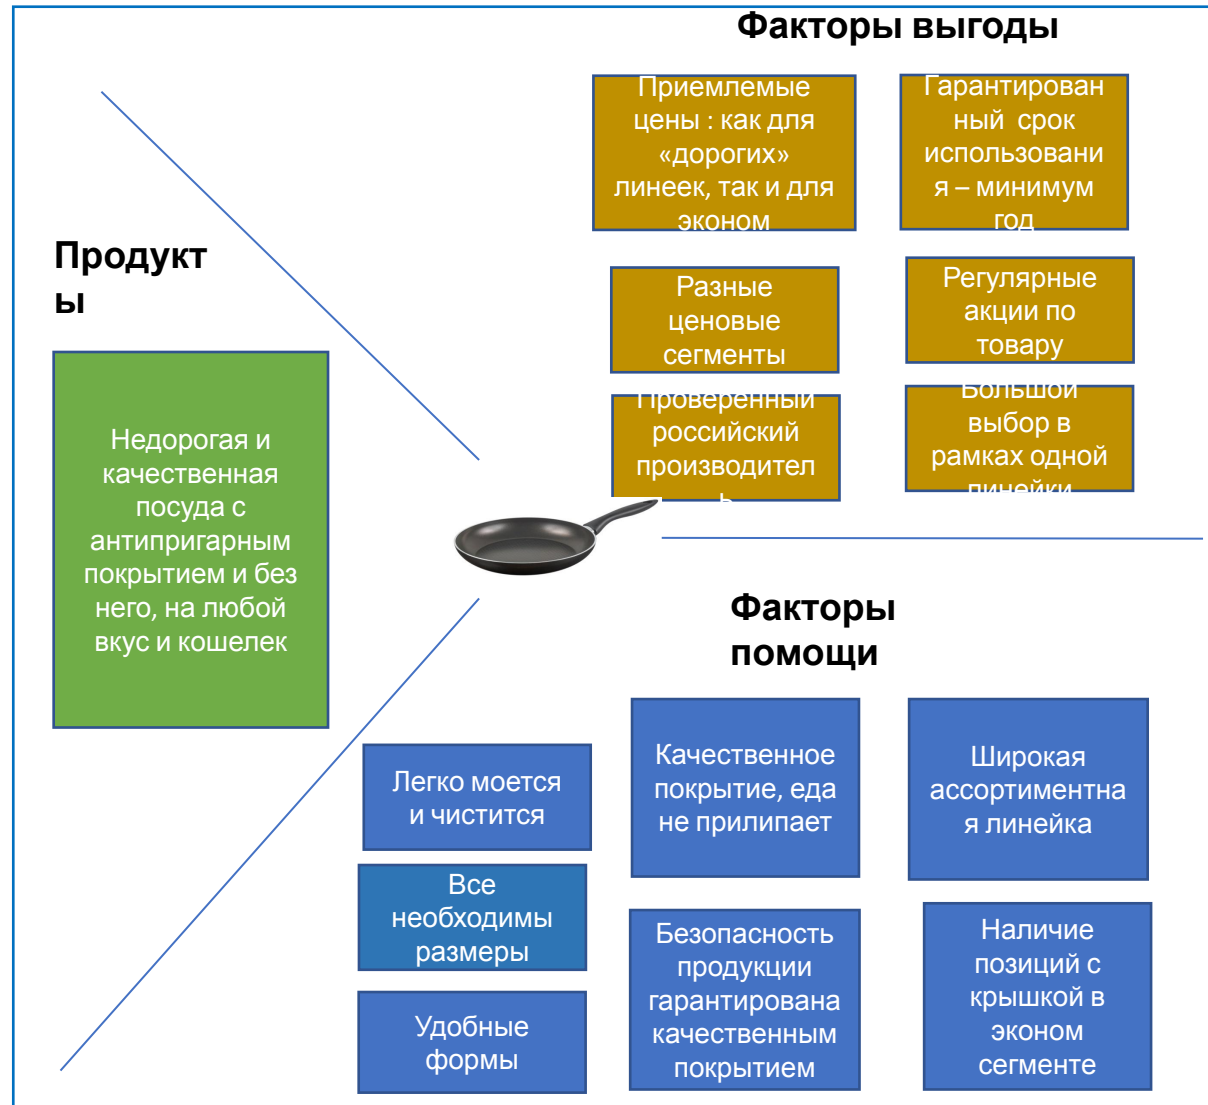 Факторы выгоды
Приемлемые
цены : как для
«дорогих»
линеек, так и для
эконом
Гарантирован
ный срок
использовани
я – минимум
год
Продукт
ы
Разные
ценовые
сегменты
Регулярные
акции по
товару
Проверенный
российский
производител
ь
Большой
выбор в
рамках одной
линейки
Недорогая и
качественная
посуда с
антипригарным
покрытием и без
него, на любой
вкус и кошелек
Факторы
помощи
Легко моется
и чистится
Качественное
покрытие, еда
не прилипает
Широкая
ассортиментна
я линейка
Все
необходимы
размеры
Безопасность
продукции
гарантирована
качественным
покрытием
Наличие
позиций с
крышкой в
эконом
сегменте
Удобные
формы